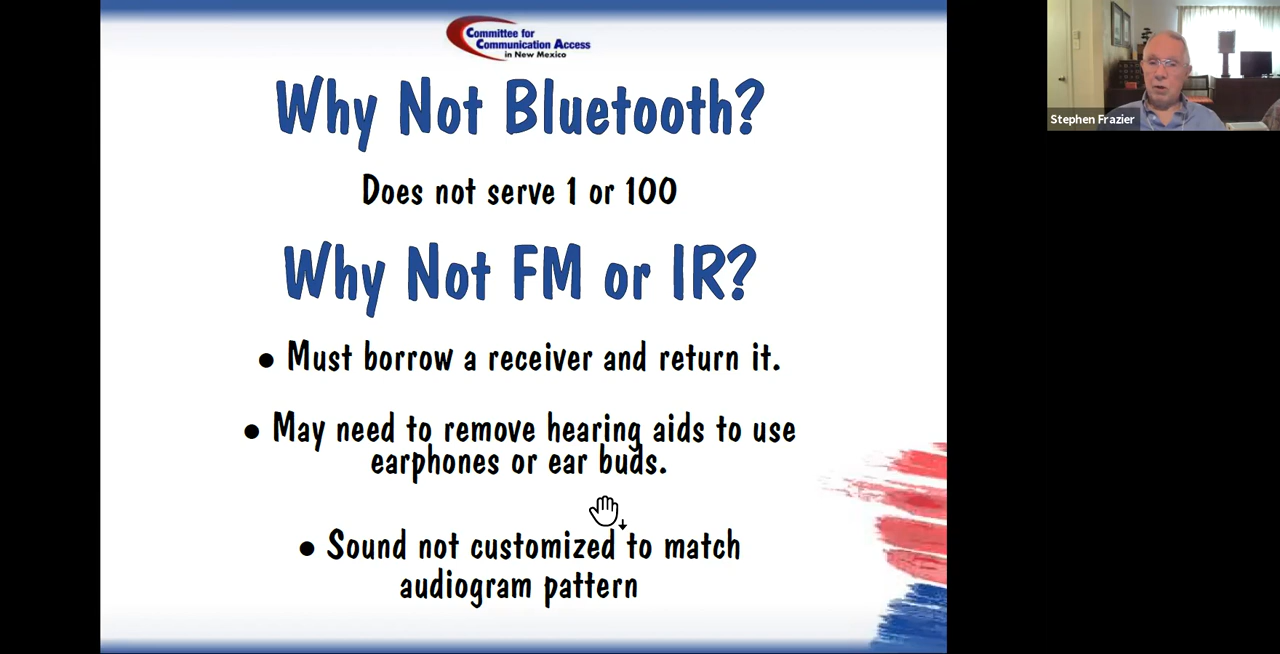 Committee for
Communication Access
in New Mexico
Why Not Bluetooth?
Does not serve 1 or 100
Why Not FM or IR?
● Must borrow a receiver and return it.
● May need to remove hearing aids to use
earphones or ear buds.
● Sound not customized to match
audiogram pattern
Stephen Frazier